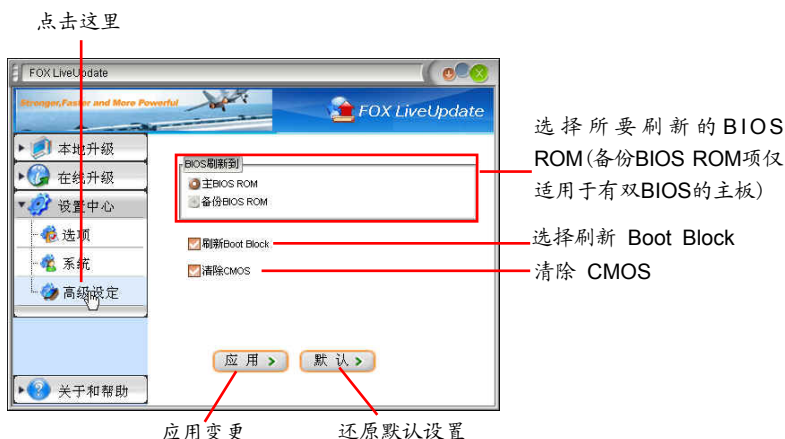 点击这里
FOX LiveUpdate
Stronger,Faster and More Powerful
FOX LiveUpdate
本地升级
在线升级
设置中心
选项
系统
高级设定
关于和帮助
BIOS刷新到
主BIOS ROM
备份BIOS ROM
刷新Boot Block
清除CMOS
应 用
默 认
选择所要刷新的BIOS
ROM(备份BIOS ROM项仅
适用于有双BIOS的主板)
选择刷新 Boot Block
清除 CMOS
应用变更
还原默认设置